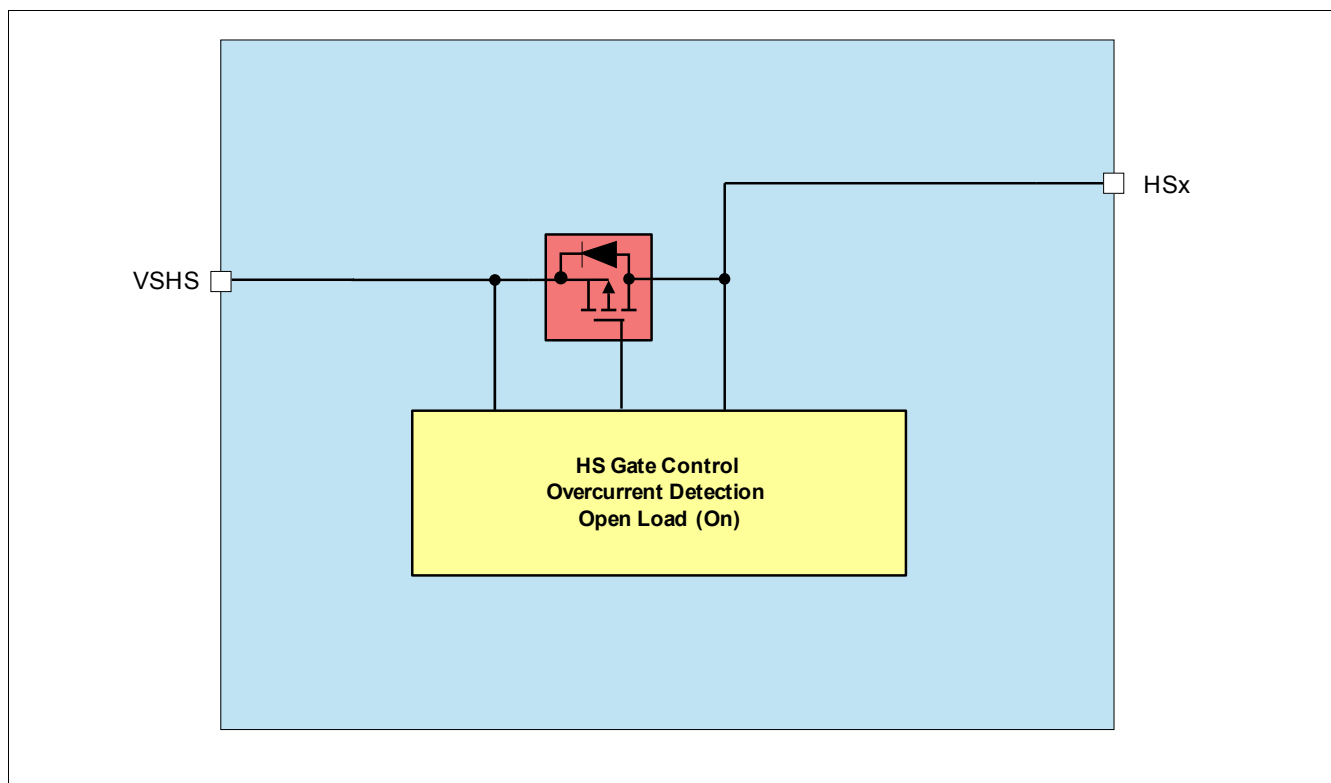 HSx
VSHS
HS Gate Control
Overcurrent Detection
Open Load (On)